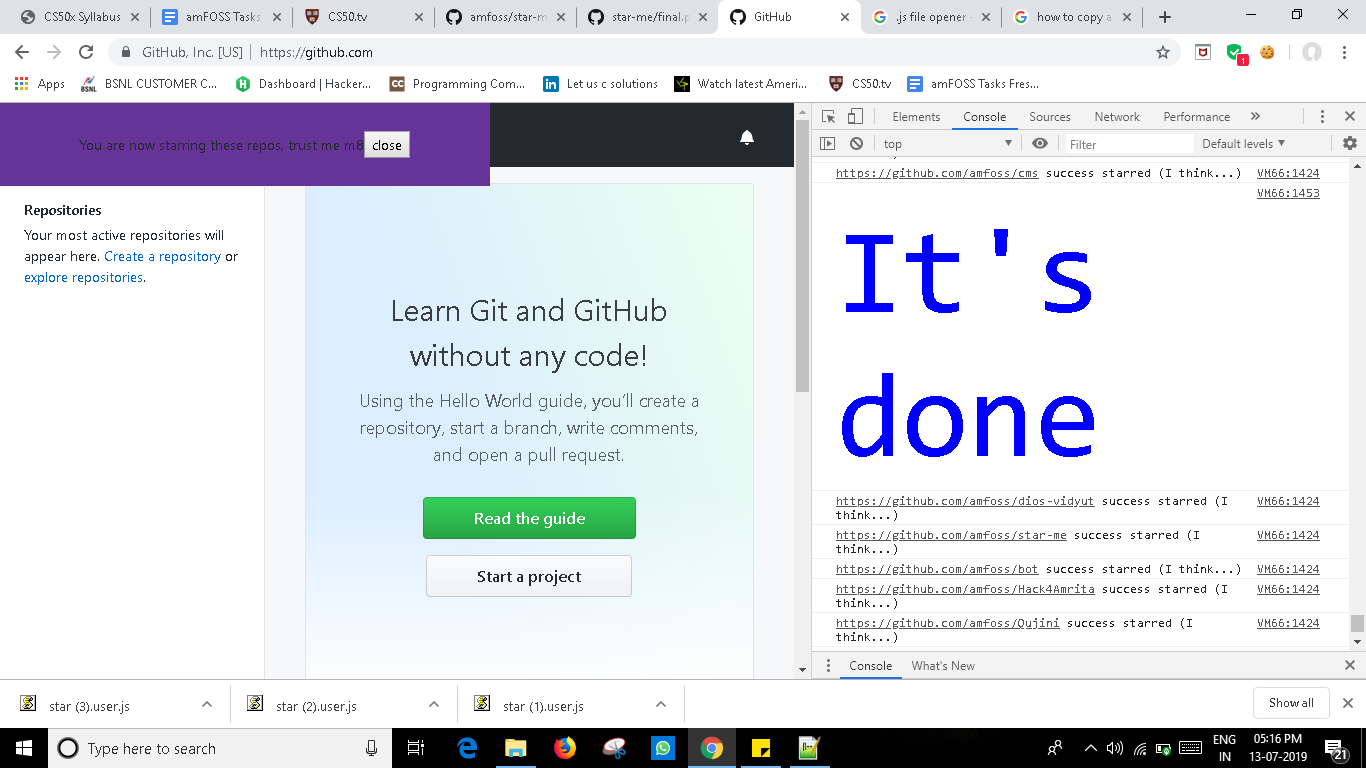 CS50x Syllabus
amFOSS Tasks
CS50.tv
amfoss/star-m
star-me/final.p
GitHub
.js file opener -
how to copy a
GitHub, Inc. [US] | https://github.com
1
Apps
BSNL
BSNL CUSTOMER C...
Dashboard | Hacker...
CC
Programming Com...
in
Let us c solutions
Watch latest Ameri...
CS50.tv
amFOSS Tasks Fres...
You are now starring these repos, trust me m8
close
Repositories
Your most active repositories will
appear here. Create a repository or
explore repositories.
Learn Git and GitHub
without any code!
Using the Hello World guide, you'll create a
repository, start a branch, write comments,
and open a pull request.
Read the guide
Start a project
Elements
Console
Sources
Network
Performance
top
Filter
Default levels
https://github.com/amfoss/cms success starred (I think...)
VM66:1424
VM66:1453
It's
done
https://github.com/amfoss/dios-vidyut success starred (I
think...)
VM66:1424
https://github.com/amfoss/star-me success starred (I
think...)
VM66:1424
https://github.com/amfoss/bot success starred (I think...)
VM66:1424
https://github.com/amfoss/Hack4Amrita success starred (I
think...)
VM66:1424
https://github.com/amfoss/Qujini success starred (I
think...)
VM66:1424
Console
What's New
star (3).user.js
star (2).user.js
star (1).user.js
Show all
Type here to search
ENG
IN
05:16 PM
13-07-2019
21